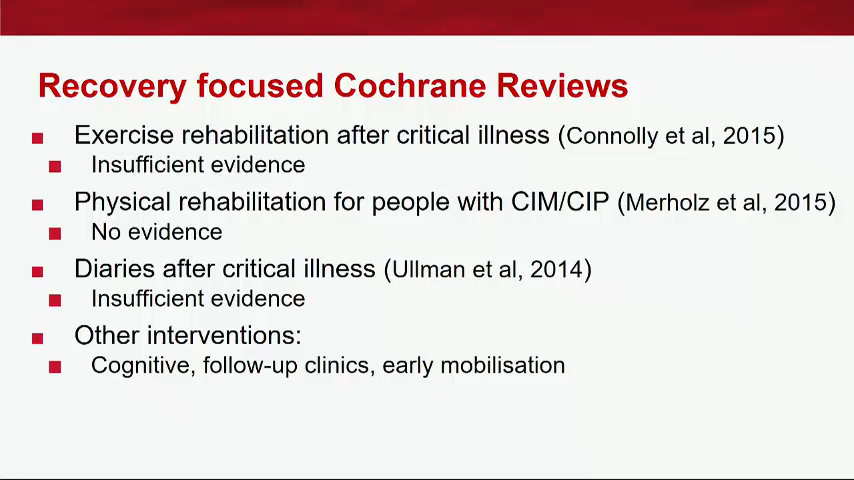 Recovery focused Cochrane Reviews
Exercise rehabilitation after critical illness (Connolly et al, 2015)
Insufficient evidence
Physical rehabilitation for people with CIM/CIP (Merholz et al, 2015)
No evidence
Diaries after critical illness (Ullman et al, 2014)
Insufficient evidence
Other interventions:
Cognitive, follow-up clinics, early mobilisation